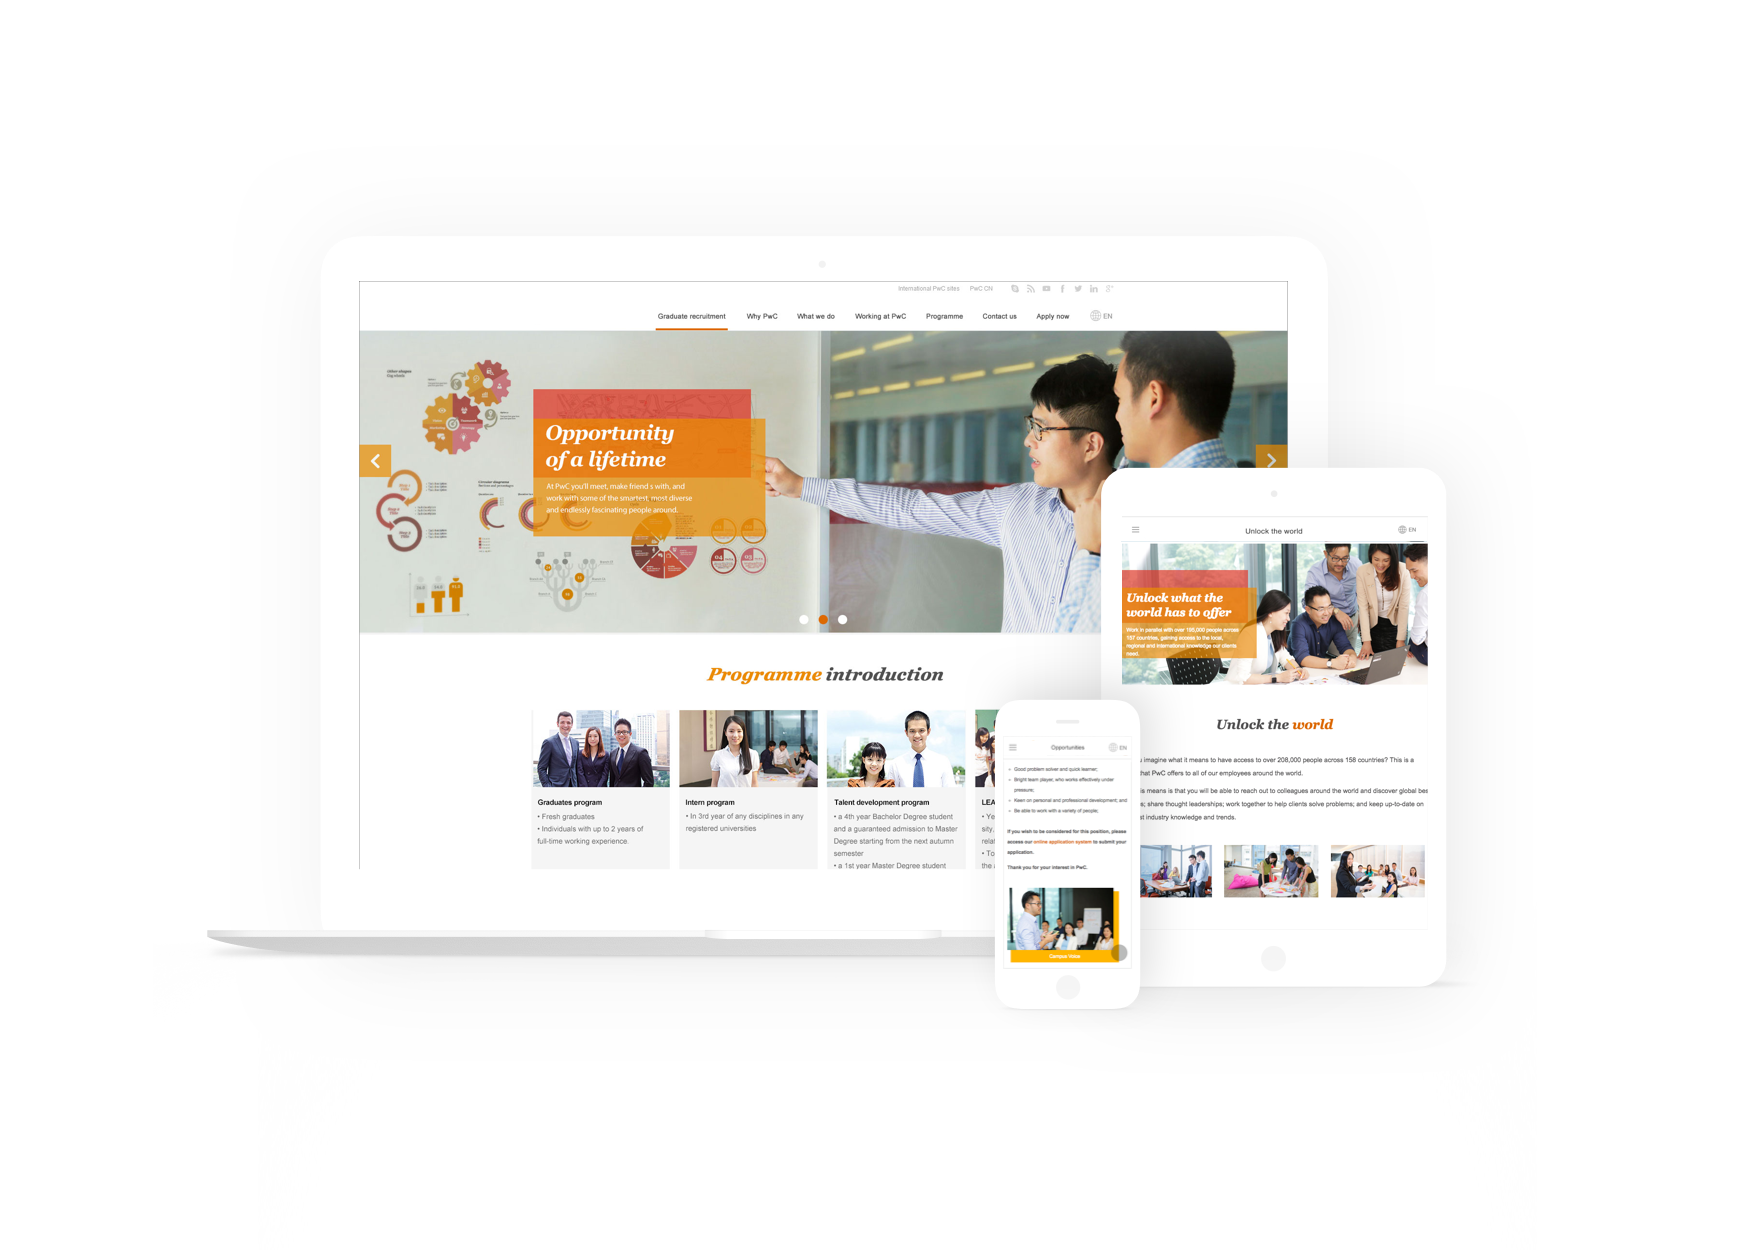 International PwC sites PwC CN
Graduate recruitment Why PwC What we do Working at PwC Programme Contact us Apply now EN
Opportunity
of a lifetime
At PwC you'll meet, make friend s with, and
work with some of the smartest, most diverse
and endlessly fascinating people around.
Programme introduction
Graduates program
• Fresh graduates
• Individuals with up to 2 years of
full-time working experience.
Intern program
• In 3rd year of any disciplines in any
registered universities
Talent development program
• a 4th year Bachelor Degree student
and a guaranteed admission to Master
Degree starting from the next autumn
semester
• a 1st year Master Degree student
LEA
• Ye
sity,
relat
• To
the
Opportunities EN
Good problem solver and quick learner;
Bright team player, who works effectively under
pressure;
Keen on personal and professional development; and
Be able to work with a variety of people;
If you wish to be considered for this position, please
access our online application system to submit your
application.
Thank you for your interest in PwC.
Campus Voice
Unlock the world EN
Unlock what the
world has to offer
Work in parallel with over 195,000 people across
157 countries, gaining access to the local,
regional and international knowledge our clients
need.
Unlock the world
u imagine what it means to have access to over 208,000 people across 158 countries? This is a
that PwC offers to all of our employees around the world.
is means is that you will be able to reach out to colleagues around the world and discover global bes
s; share thought leaderships; work together to help clients solve problems; and keep up-to-date on
st industry knowledge and trends.